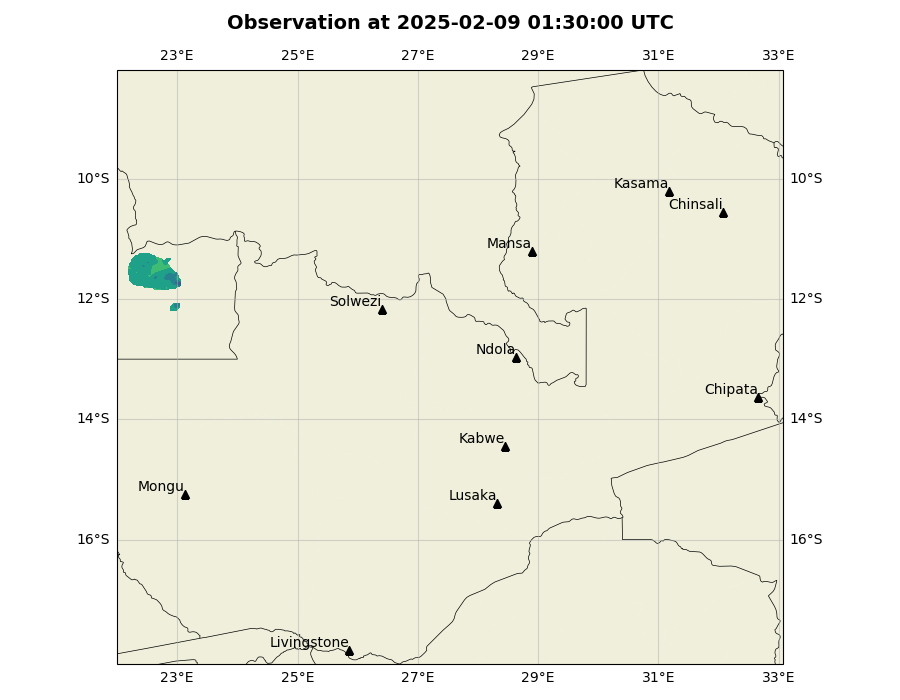 Observation at 2025-02-09 01:30:00 UTC
23°E 25°E 27°E 29°E 31°E 33°E
10°S 10°S
Kasama
Chinsali
Mansa
12°S 12°S
Solwezi
Ndola
Chipata
14°S 14°S
Kabwe
Mongu
Lusaka
16°S 16°S
Livingstone
23°E 25°E 27°E 29°E 31°E 33°E